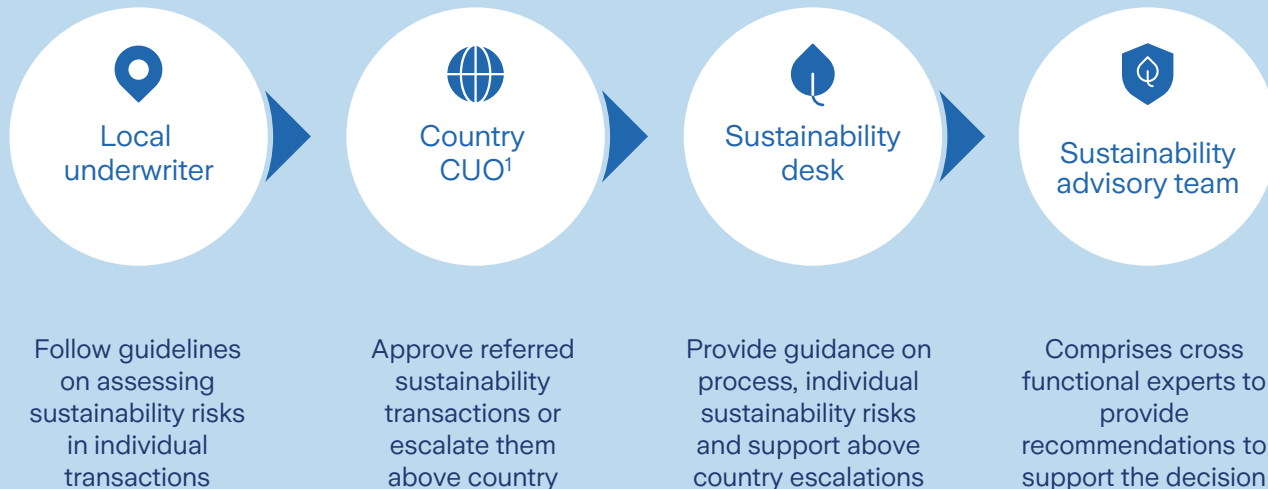 Local
underwriter
Follow guidelines
on assessing
sustainability risks
in individual
transactions
Country
CUO¹
Approve referred
sustainability
transactions or
escalate them
above country
Sustainability
desk
Provide guidance on
process, individual
sustainability risks
and support above
country escalations
Sustainability
advisory team
Comprises cross
functional experts to
provide
recommendations to
support the decision